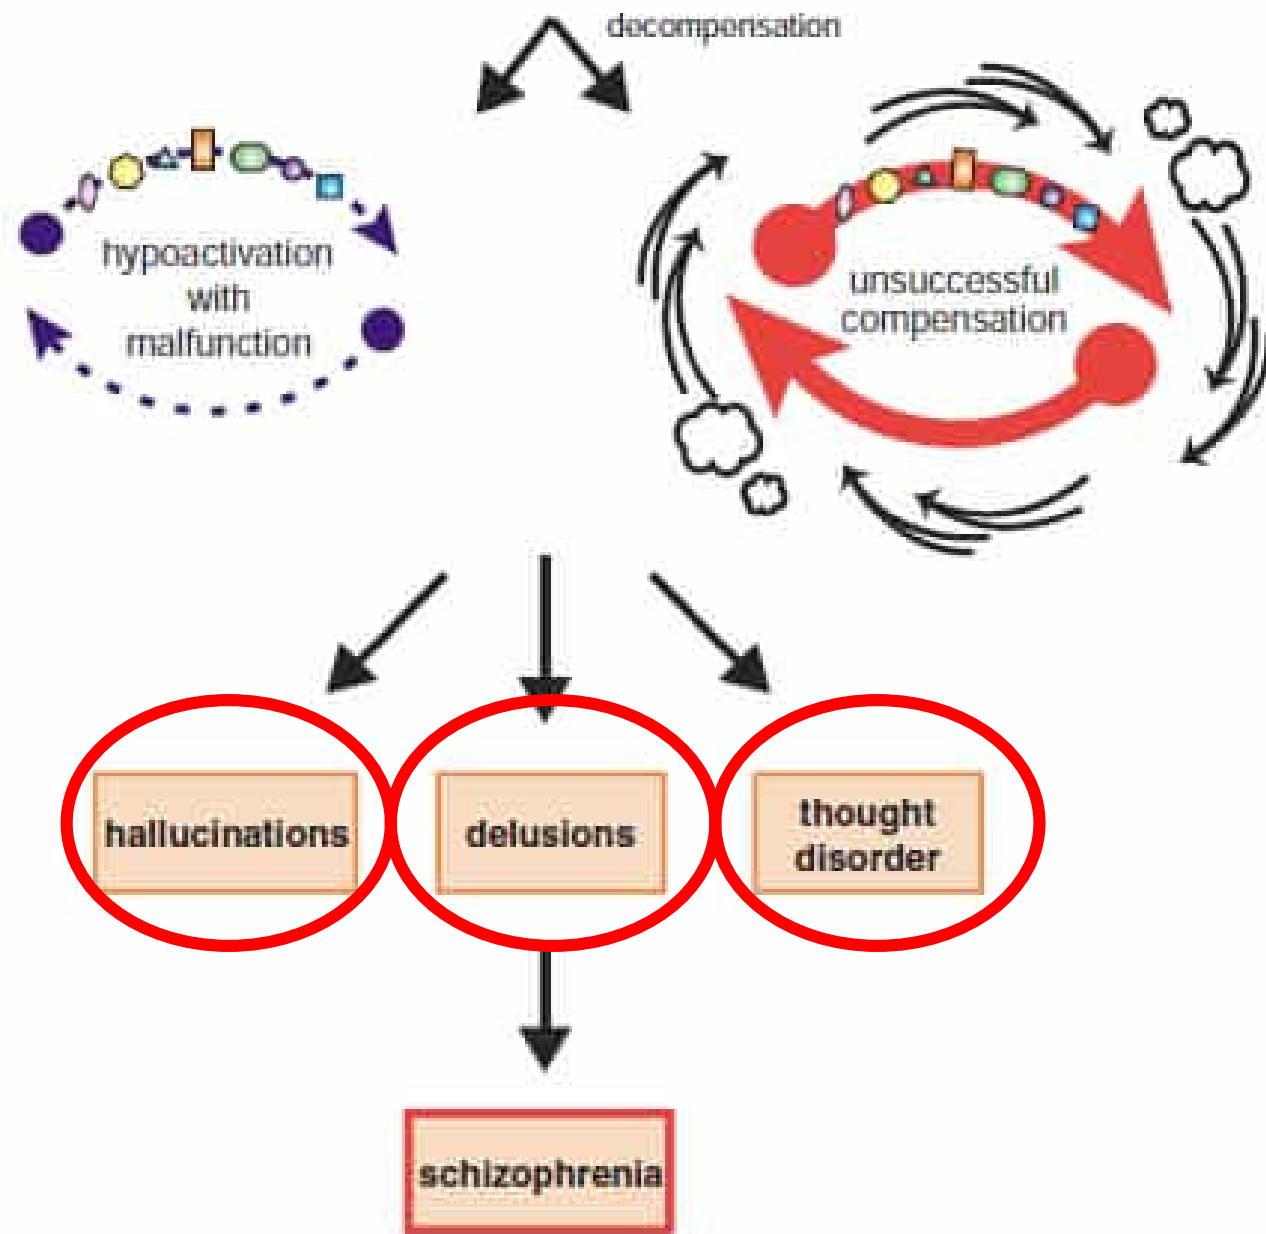 decompensation
hypoactivation
with
malfunction
unsuccessful
compensation
hallucinations
delusions
thought
disorder
schizophrenia